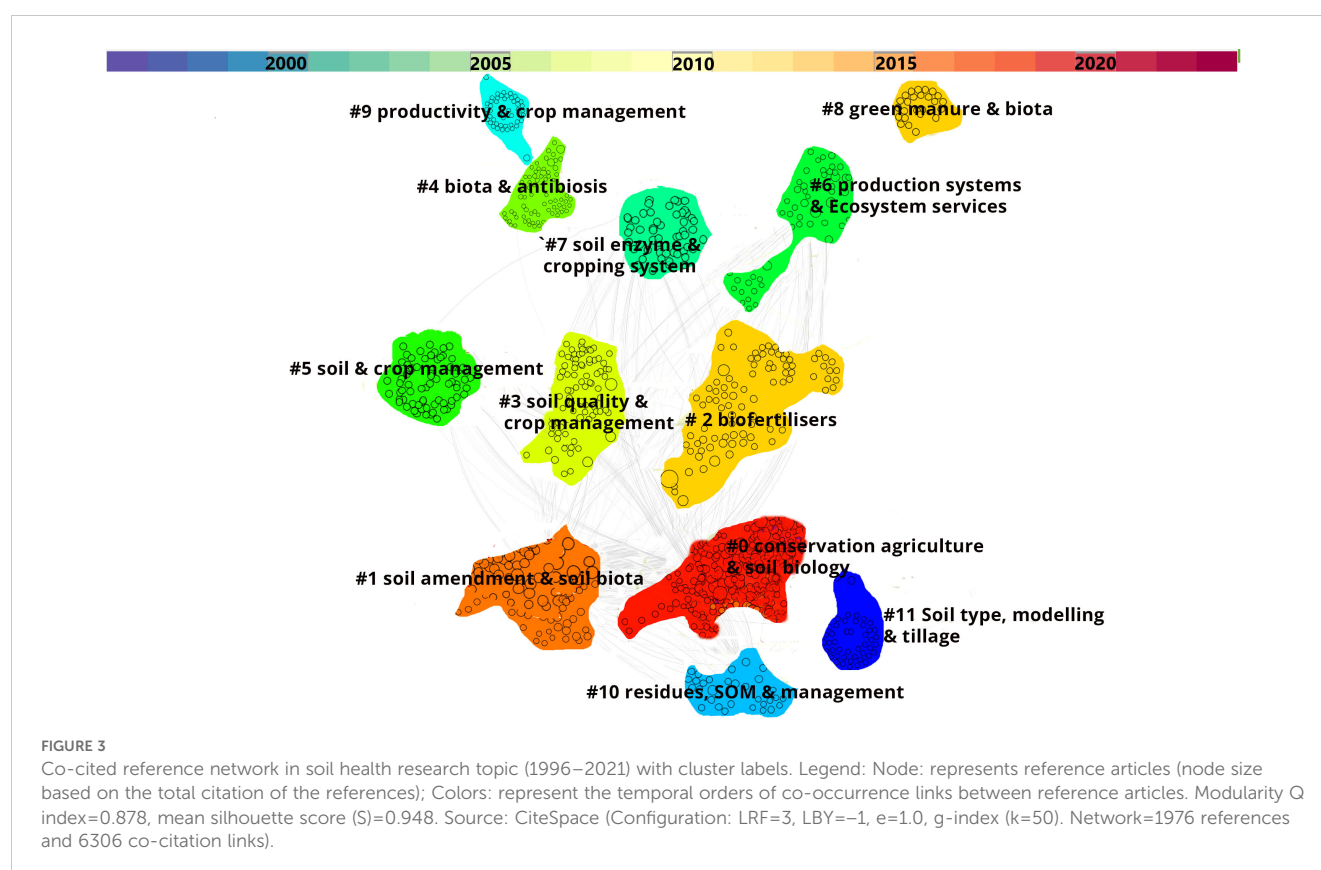 2000 2005 2010 2015 2020
#9 productivity & crop management
#8 green manure & biota
#4 biota & antibiosis
#6 production systems
& Ecosystem services
`#7 soil enzyme &
cropping system
#5 soil & crop management
#3 soil quality &
crop management
# 2 biofertilisers
#0 conservation agriculture
& soil biology
#1 soil amendment & soil biota
#11 Soil type, modelling
& tillage
#10 residues, SOM & management
FIGURE 3
Co-cited reference network in soil health research topic (1996–2021) with cluster labels. Legend: Node: represents reference articles (node size
based on the total citation of the references); Colors: represent the temporal orders of co-occurrence links between reference articles. Modularity Q
index=0.878, mean silhouette score (S)=0.948. Source: CiteSpace (Configuration: LRF=3, LBY=–1, e=1.0, g-index (k=50). Network=1976 references
and 6306 co-citation links).